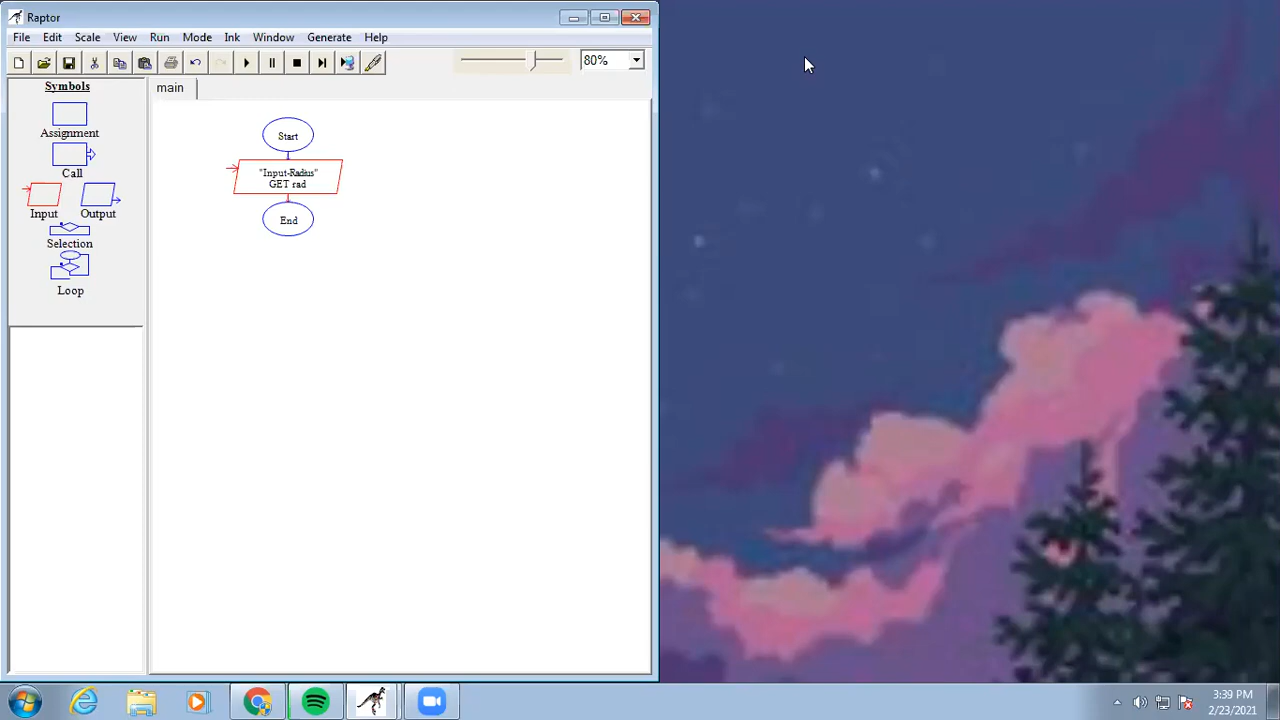 Raptor
File Edit Scale View Run Mode Ink Window Generate Help
80%
Symbols
main
Assignment
Call
Input Output
Selection
Loop
Start
"Input-Radius"
GET rad
End
3:39 PM
2/23/2021